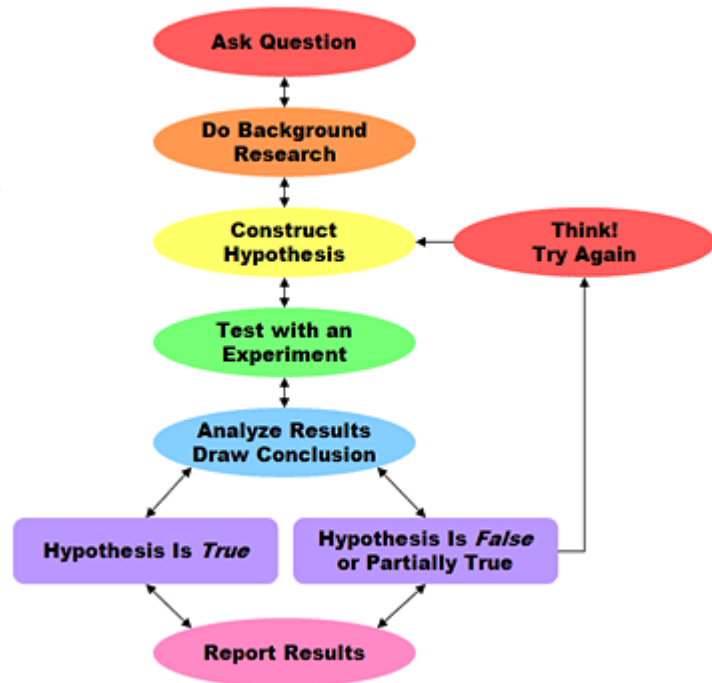 Ask Question
Do Background
Research
Construct
Hypothesis
Think!
Try Again
Test with an
Experiment
Analyze Results
Draw Conclusion
Hypothesis Is True
Hypothesis Is False
or Partially True
Report Results